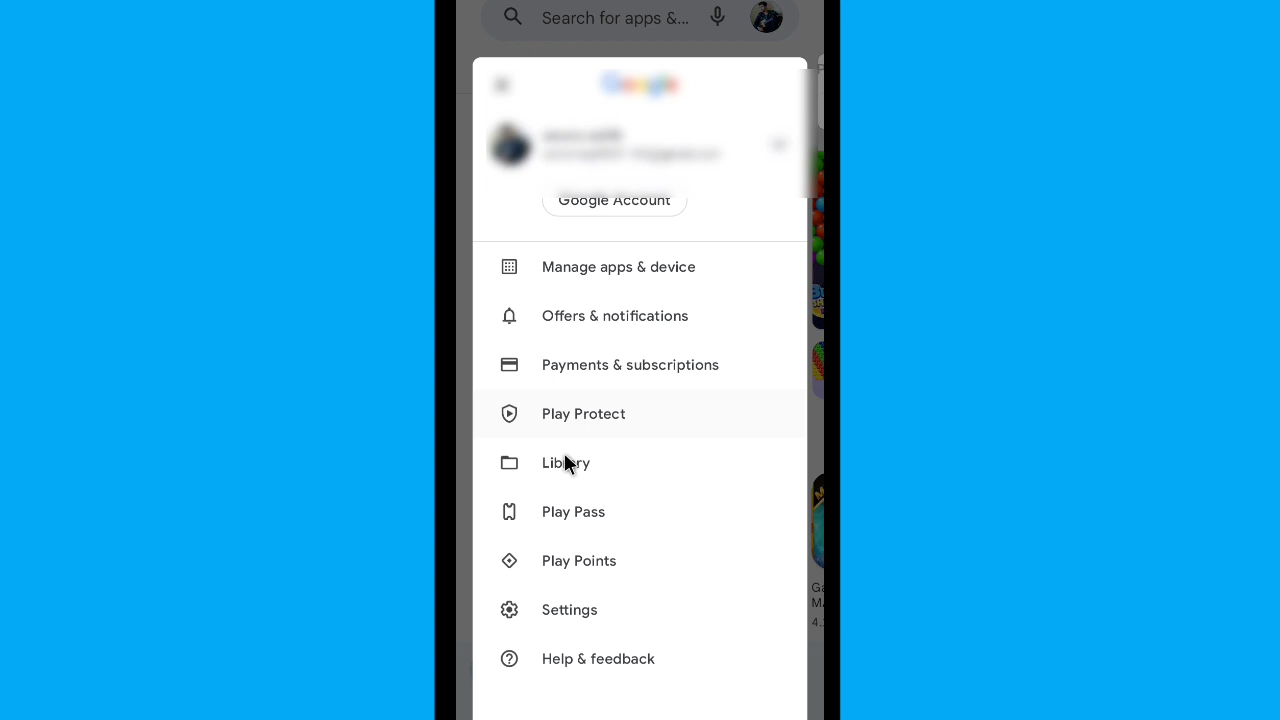 Search for apps &...
Google
Google Account
Manage apps & device
Offers & notifications
Payments & subscriptions
Play Protect
Library
Play Pass
Play Points
Settings
Help & feedback